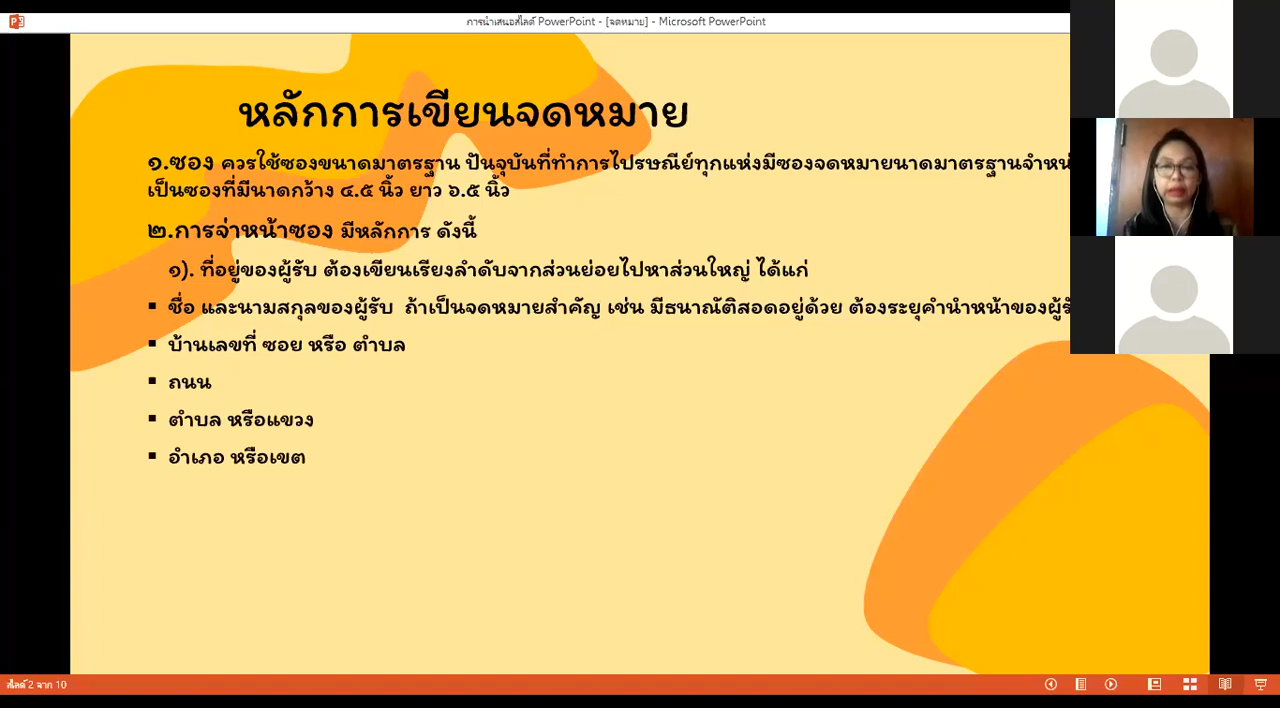 การนำเสนอสไลด์ PowerPoint - [จดหมาย] - Microsoft PowerPoint
หลักการเขียนจดหมาย
๑.ซอง ควรใช้ซองขนาดมาตรฐาน ปัจจุบันที่ทำการไปรษณีย์ทุกแห่งมีซองจดหมายนาดมาตรฐานจำหน่
เป็นซองที่มีนาดกว้าง ๔.๕ นิ้ว ยาว ๖.๕ นิ้ว
๒.การจ่าหน้าซอง มีหลักการ ดังนี้
๑). ที่อยู่ของผู้รับ ต้องเขียนเรียงลำดับจากส่วนย่อยไปหาส่วนใหญ่ ได้แก่
▪ ชื่อ และนามสกุลของผู้รับ ถ้าเป็นจดหมายสำคัญ เช่น มีธนาณัติสอดอยู่ด้วย ต้องระยุคำนำหน้าของผู้รั
▪ บ้านเลขที่ ซอย หรือ ตำบล
▪ ถนน
▪ ตำบล หรือแขวง
▪ อำเภอ หรือเขต
สไลด์ 2 จาก 10